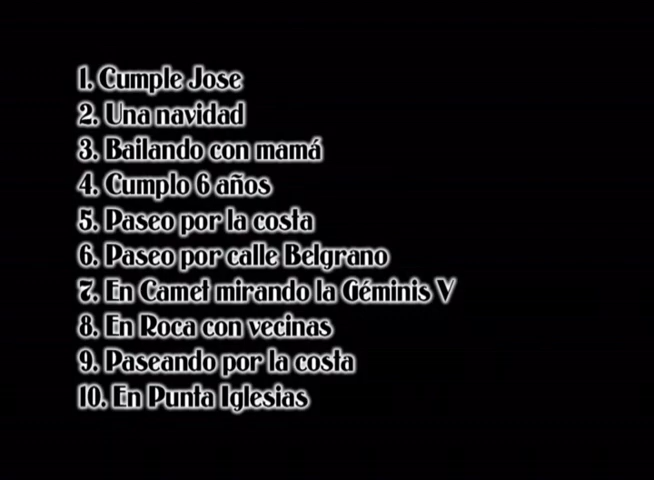 1. Cumple Jose
2. Una navidad
3. Bailando con mamá
4. Cumplo 6 años
5. Paseo por la costa
6. Paseo por calle Belgrano
7. En Camet mirando la Géminis V
8. En Roca con vecinas
9. Paseando por la costa
10. En Punta Iglesias